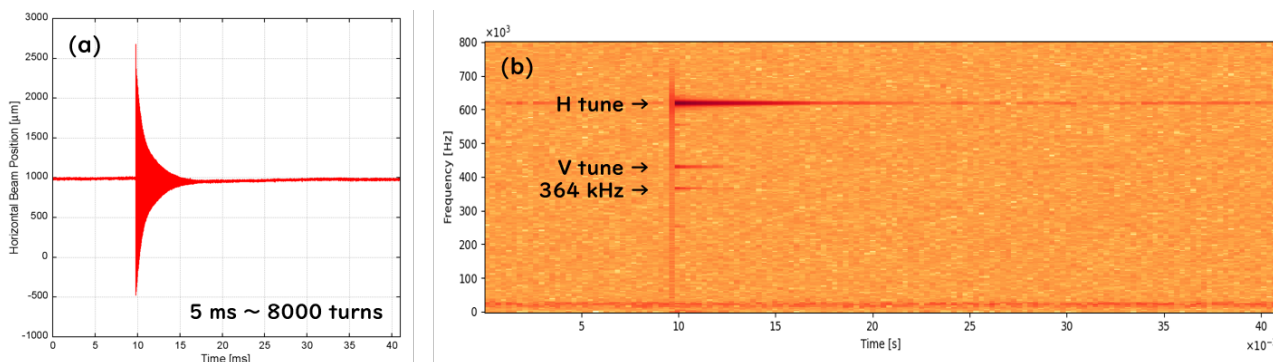 3000
2500
2000
1500
1000
500
0
-500
-1000
Horizontal Beam Position [μm]
(a)
5 ms ~ 8000 turns
0 5 10 15 20 25 30 35 40
Time [ms]
×10³
800
700
600
500
400
300
200
100
0
Frequency [Hz]
(b)
H tune →
V tune →
364 kHz →
5 10 15 20 25 30 35 40
Time [s]
×10⁻